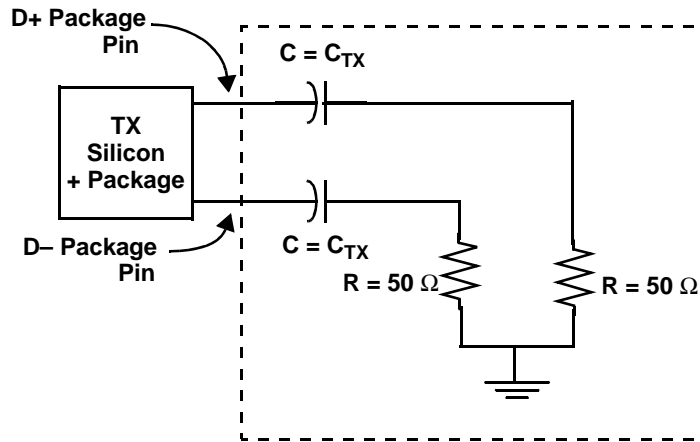 D+ Package
Pin
C = CTX
TX
Silicon
+ Package
D– Package
Pin
C = CTX
R = 50 Ω
R = 50 Ω